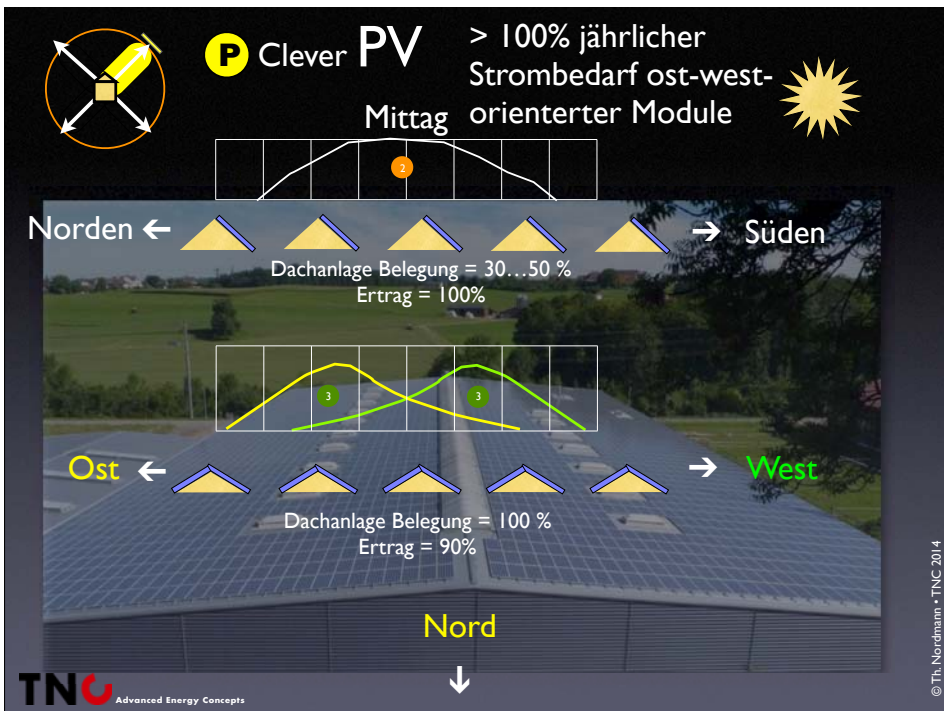 P Clever PV
> 100% jährlicher
Strombedarf ost-west-
orienterter Module
Mittag
2
Norden ← → Süden
Dachanlage Belegung = 30…50 %
Ertrag = 100%
3 3
Ost ← → West
Dachanlage Belegung = 100 %
Ertrag = 90%
Nord
↓
TNC Advanced Energy Concepts
© Th. Nordmann • TNC 2014